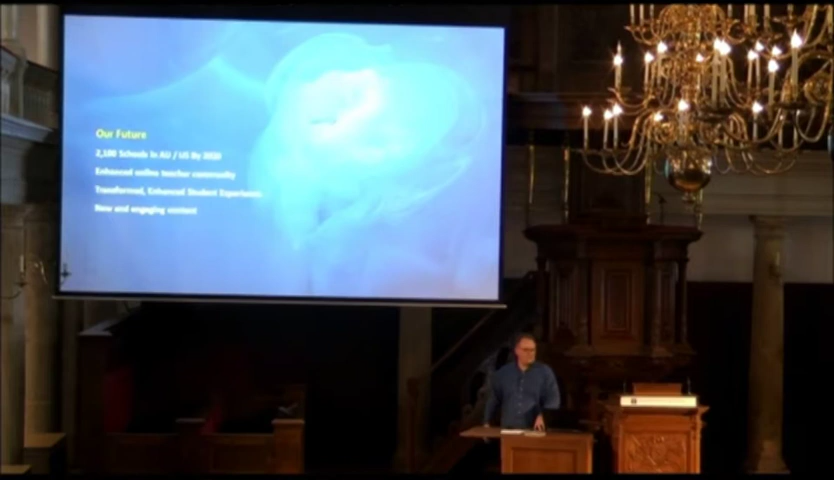 Our Future
2,100 Schools in AU / US By 2020
Enhanced online teacher community
Transformed, Enhanced Student Experience
New and engaging content